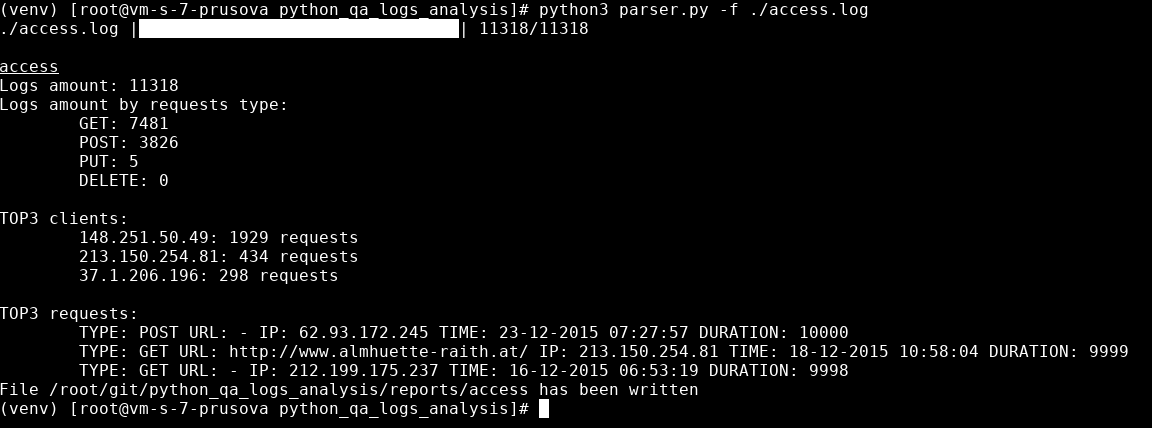 (venv) [root@vm-s-7-prusova python_qa_logs_analysis]# python3 parser.py -f ./access.log
./access.log |████████████████████████████████| 11318/11318
access
Logs amount: 11318
Logs amount by requests type:
GET: 7481
POST: 3826
PUT: 5
DELETE: 0
TOP3 clients:
148.251.50.49: 1929 requests
213.150.254.81: 434 requests
37.1.206.196: 298 requests
TOP3 requests:
TYPE: POST URL: - IP: 62.93.172.245 TIME: 23-12-2015 07:27:57 DURATION: 10000
TYPE: GET URL: http://www.almhuette-raith.at/ IP: 213.150.254.81 TIME: 18-12-2015 10:58:04 DURATION: 9999
TYPE: GET URL: - IP: 212.199.175.237 TIME: 16-12-2015 06:53:19 DURATION: 9998
File /root/git/python_qa_logs_analysis/reports/access has been written
(venv) [root@vm-s-7-prusova python_qa_logs_analysis]#